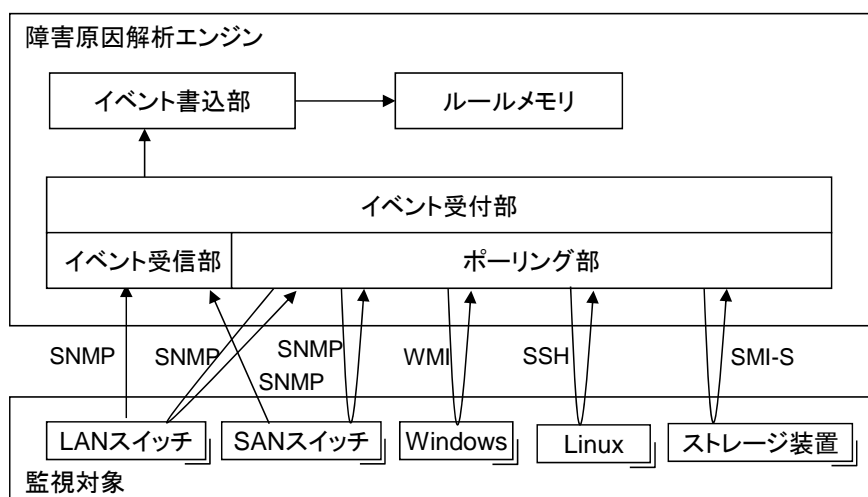 障害原因解析エンジン
イベント書込部
ルールメモリ
イベント受付部
イベント受信部
ポーリング部
SNMP
SNMP
SNMP
SNMP
WMI
SSH
SMI-S
LANスイッチ
SANスイッチ
Windows
Linux
ストレージ装置
監視対象